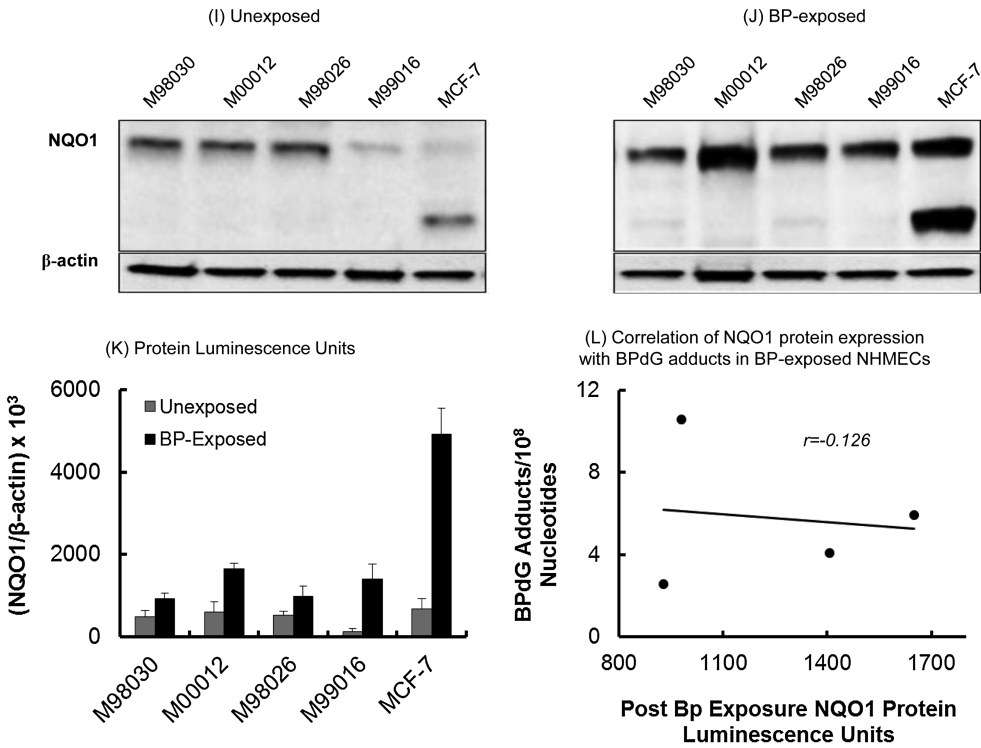 (I) Unexposed
M98030
M00012
M98026
M99016
MCF-7
NQO1
β-actin
(J) BP-exposed
M98030
M00012
M98026
M99016
MCF-7
(K) Protein Luminescence Units
(NQO1/β-actin) x 10³
6000
4000
2000
0
Unexposed
BP-Exposed
M98030
M00012
M98026
M99016
MCF-7
(L) Correlation of NQO1 protein expression
with BPdG adducts in BP-exposed NHMECs
BPdG Adducts/10⁸
Nucleotides
12
8
4
0
r=-0.126
800
1100
1400
1700
Post Bp Exposure NQO1 Protein
Luminescence Units